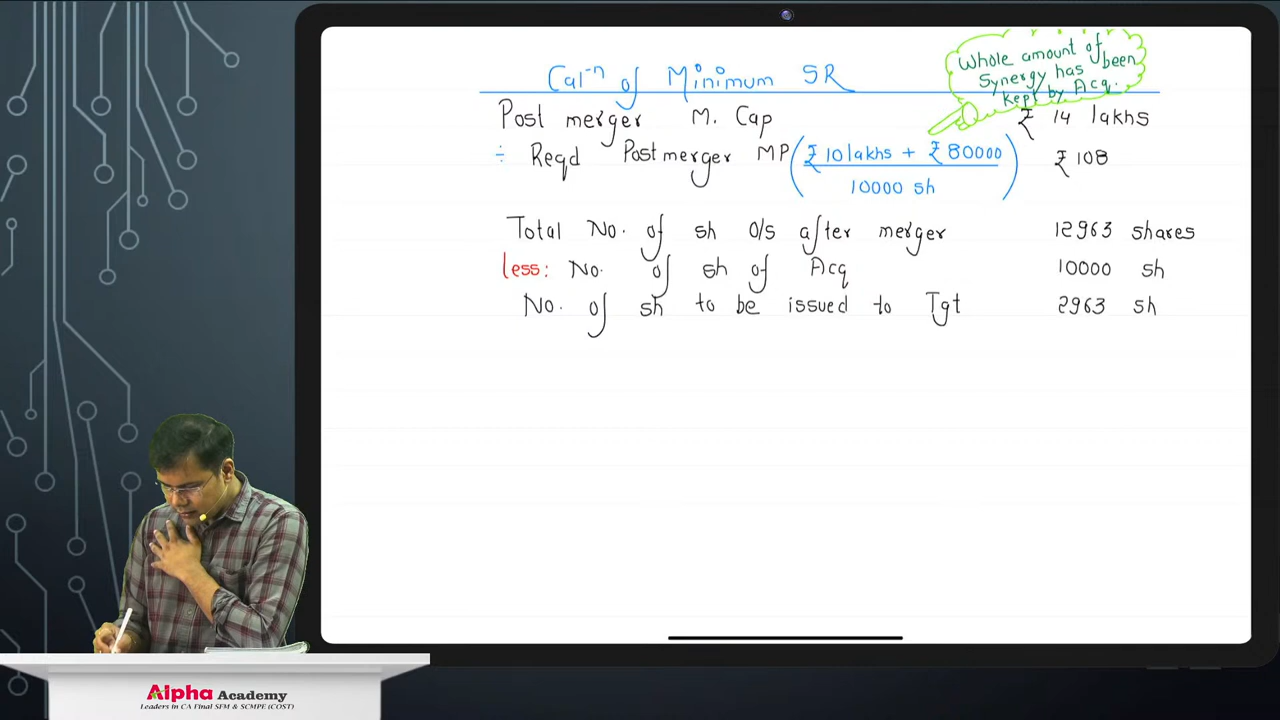 Whole amount of
Synergy has been
kept by Acq.
Cal⁻ⁿ of Minimum SR
Post merger M. Cap ₹ 14 lakhs
÷ Reqd Postmerger MP (₹10 lakhs + ₹80000 / 10000 sh) ₹108
Total No. of sh o/s after merger 12963 shares
less: No. of sh of Acq 10000 sh
No. of sh to be issued to Tgt 2963 sh
Alpha Academy
Leaders in CA Final SFM & SCMPE (COST)